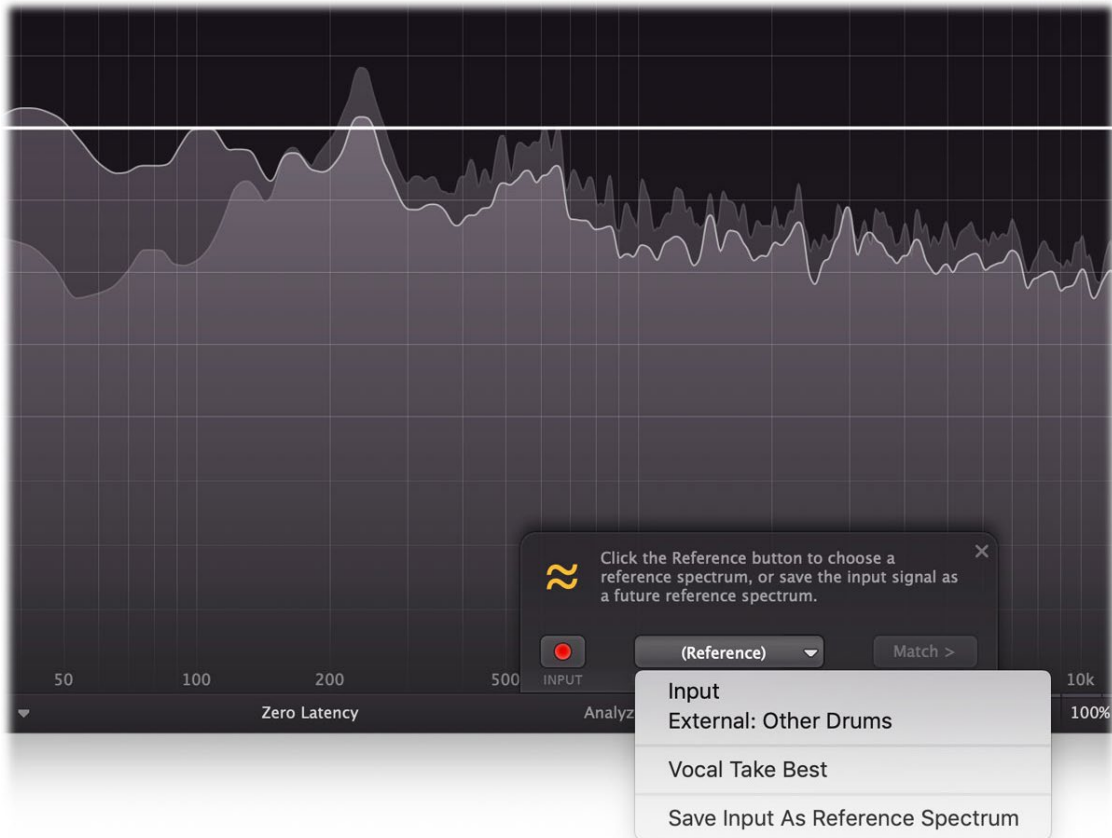 Click the Reference button to choose a
reference spectrum, or save the input signal as
a future reference spectrum.
(Reference)
Match >
INPUT
50 100 200 500 10k
Zero Latency Analyz 100%
Input
External: Other Drums
Vocal Take Best
Save Input As Reference Spectrum